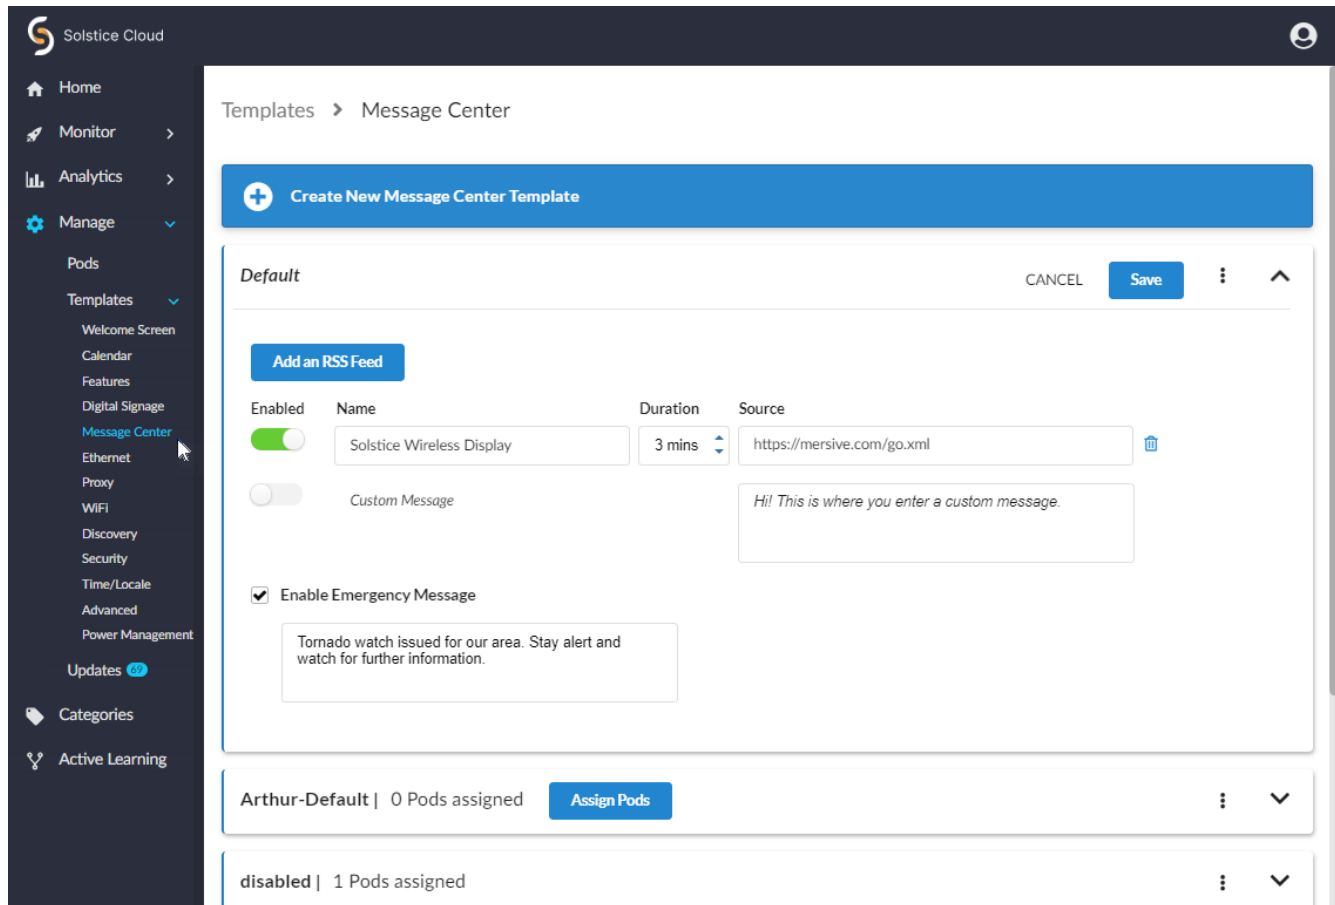 Solstice Cloud
Home
Monitor
Analytics
Manage
Pods
Templates
Welcome Screen
Calendar
Features
Digital Signage
Message Center
Ethernet
Proxy
WiFi
Discovery
Security
Time/Locale
Advanced
Power Management
Updates 69
Categories
Active Learning
Templates > Message Center
Create New Message Center Template
Default
CANCEL Save
Add an RSS Feed
Enabled Name Duration Source
Solstice Wireless Display 3 mins https://mersive.com/go.xml
Custom Message Hi! This is where you enter a custom message.
Enable Emergency Message
Tornado watch issued for our area. Stay alert and
watch for further information.
Arthur-Default | 0 Pods assigned Assign Pods
disabled | 1 Pods assigned